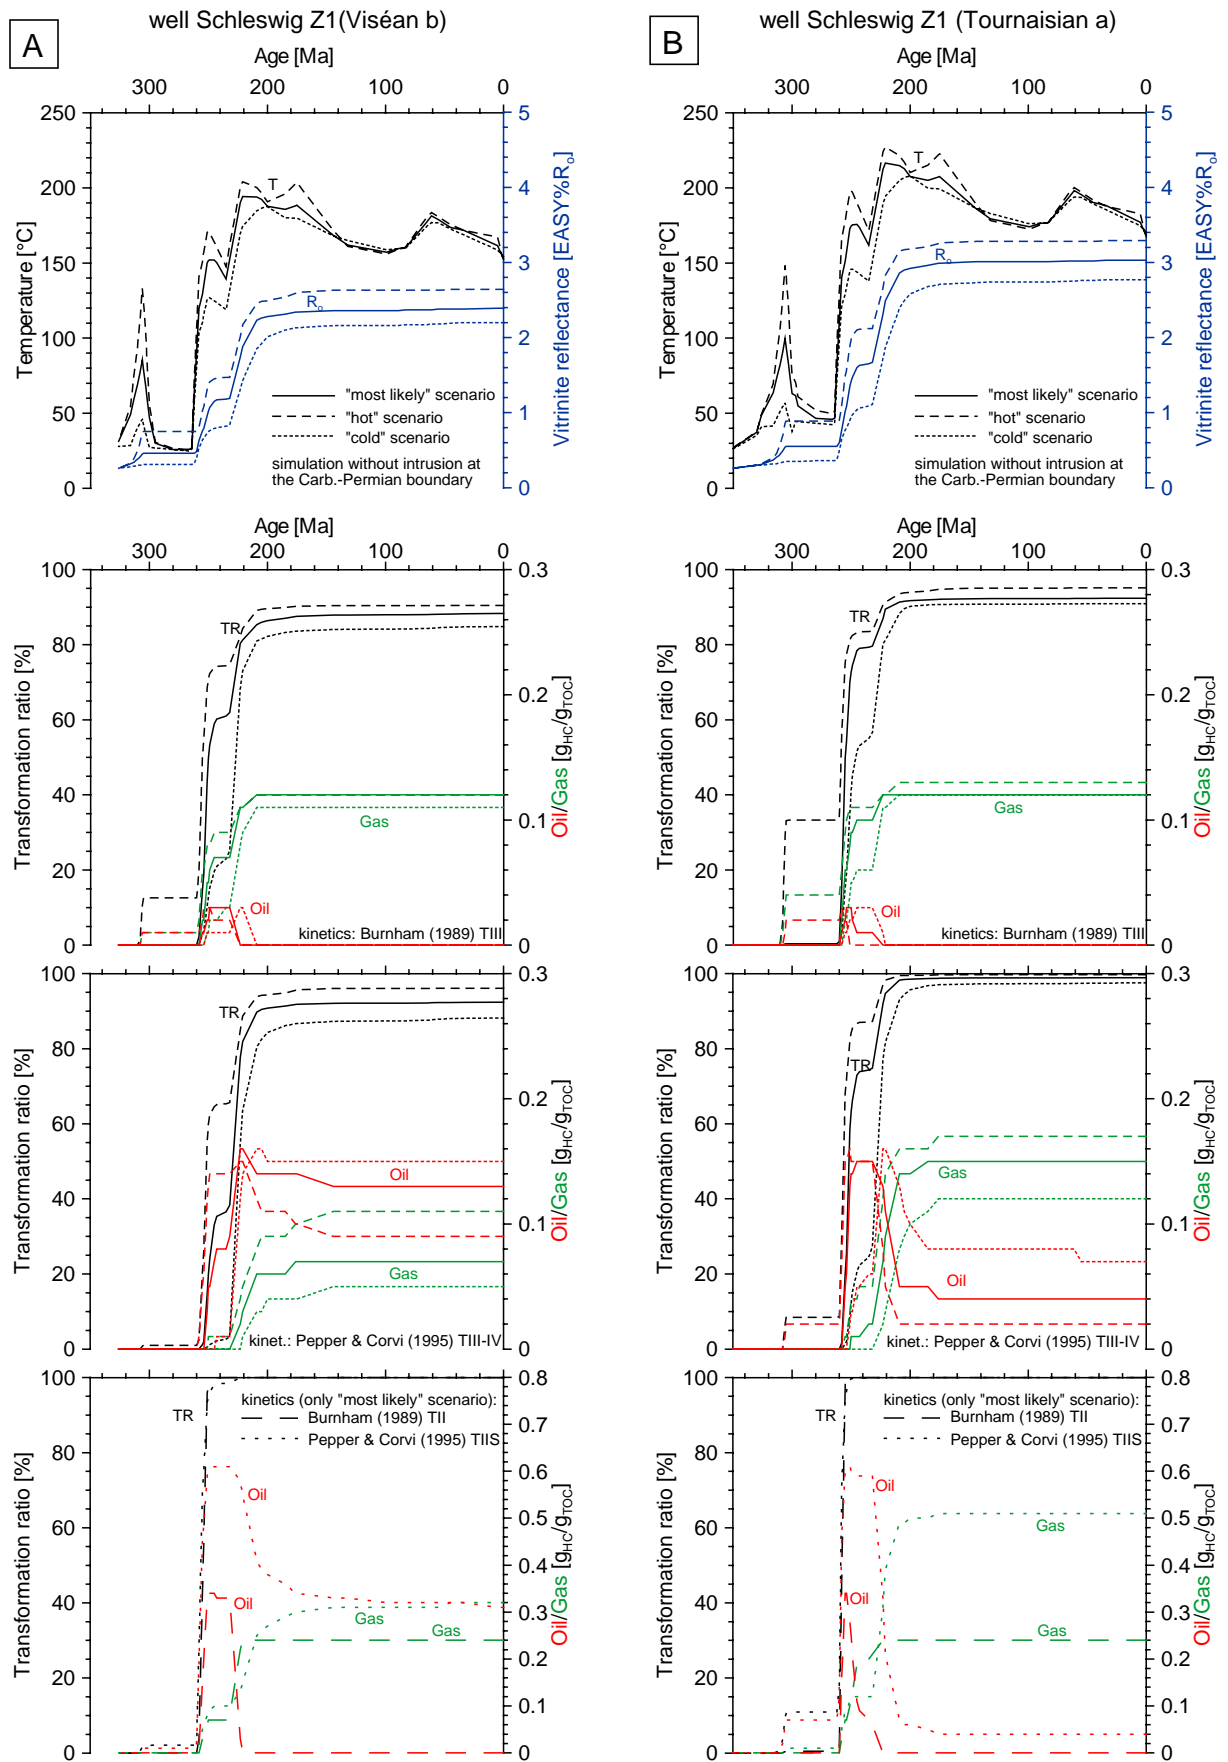 A
well Schleswig Z1(Viséan b)
Age [Ma]
300 200 100 0
250
200
150
100
50
0
Temperature [°C]
5
4
3
2
1
0
Vitrinite reflectance [EASY%Ro]
T
Ro
"most likely" scenario
"hot" scenario
"cold" scenario
simulation without intrusion at
the Carb.-Permian boundary
Age [Ma]
300 200 100 0
100
80
60
40
20
0
Transformation ratio [%]
0.3
0.2
0.1
0
Oil/Gas [gHC/gTOC]
TR
Gas
Oil
kinetics: Burnham (1989) TIII
100
80
60
40
20
0
Transformation ratio [%]
0.3
0.2
0.1
0
Oil/Gas [gHC/gTOC]
TR
Oil
Gas
kinet.: Pepper & Corvi (1995) TIII-IV
100
80
60
40
20
0
Transformation ratio [%]
0.8
0.7
0.6
0.5
0.4
0.3
0.2
0.1
0
Oil/Gas [gHC/gTOC]
TR
kinetics (only "most likely" scenario):
Burnham (1989) TII
Pepper & Corvi (1995) TIIS
Oil
Oil
Gas
Gas
B
well Schleswig Z1 (Tournaisian a)
Age [Ma]
300 200 100 0
250
200
150
100
50
0
Temperature [°C]
5
4
3
2
1
0
Vitrinite reflectance [EASY%Ro]
T
Ro
"most likely" scenario
"hot" scenario
"cold" scenario
simulation without intrusion at
the Carb.-Permian boundary
Age [Ma]
300 200 100 0
100
80
60
40
20
0
Transformation ratio [%]
0.3
0.2
0.1
0
Oil/Gas [gHC/gTOC]
TR
Gas
Oil
kinetics: Burnham (1989) TIII
100
80
60
40
20
0
Transformation ratio [%]
0.3
0.2
0.1
0
Oil/Gas [gHC/gTOC]
TR
Gas
Oil
kinet.: Pepper & Corvi (1995) TIII-IV
100
80
60
40
20
0
Transformation ratio [%]
0.8
0.7
0.6
0.5
0.4
0.3
0.2
0.1
0
Oil/Gas [gHC/gTOC]
TR
kinetics (only "most likely" scenario):
Burnham (1989) TII
Pepper & Corvi (1995) TIIS
Oil
Gas
Oil
Gas